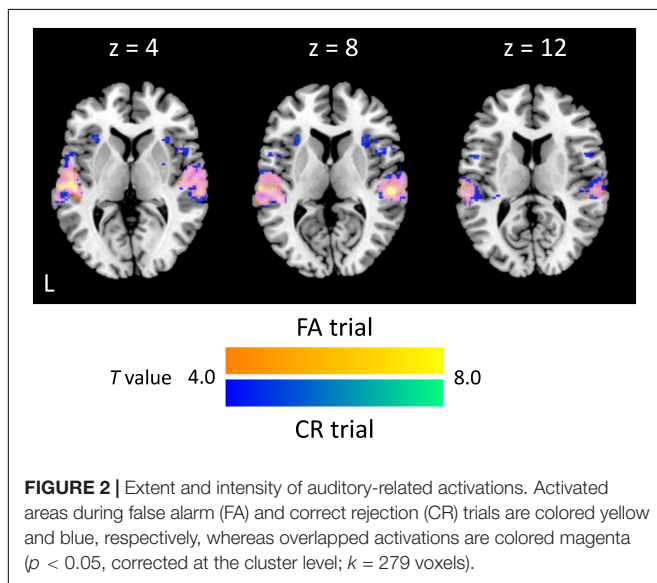 z = 4 z = 8 z = 12
L
FA trial
T value 4.0 8.0
CR trial
FIGURE 2 | Extent and intensity of auditory-related activations. Activated
areas during false alarm (FA) and correct rejection (CR) trials are colored yellow
and blue, respectively, whereas overlapped activations are colored magenta
(p < 0.05, corrected at the cluster level; k = 279 voxels).